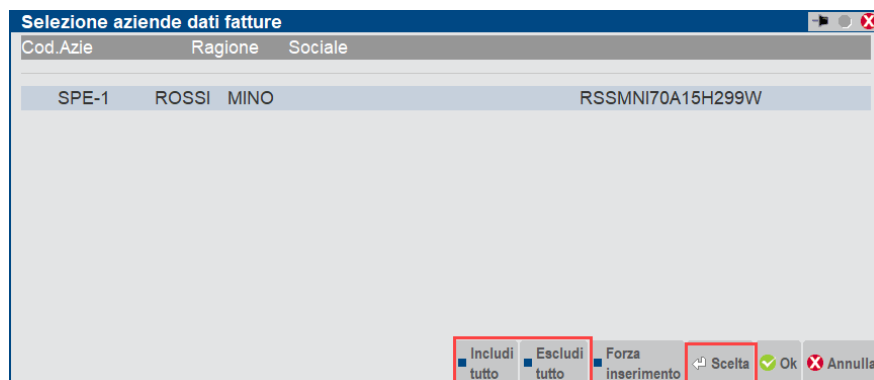 Selezione aziende dati fatture
Cod.Azie Ragione Sociale
SPE-1 ROSSI MINO RSSMNI70A15H299W
Includi tutto Escludi tutto Forza inserimento Scelta Ok Annulla